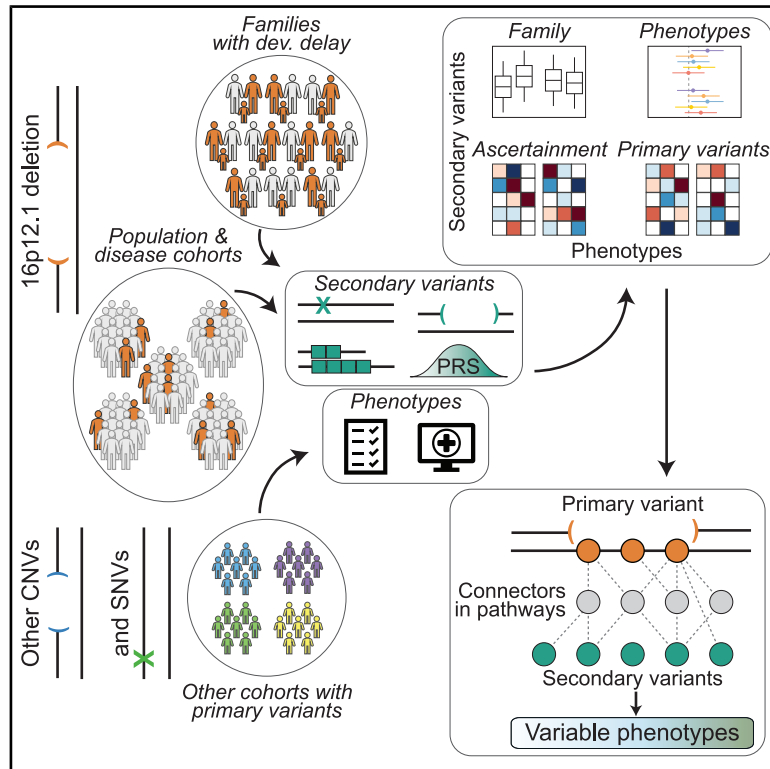 Families
with dev. delay
16p12.1 deletion
Population &
disease cohorts
Secondary variants
PRS
Phenotypes
Other CNVs
and SNVs
Other cohorts with
primary variants
Family
Phenotypes
Secondary variants
Ascertainment
Primary variants
Phenotypes
Primary variant
Connectors
in pathways
Secondary variants
Variable phenotypes